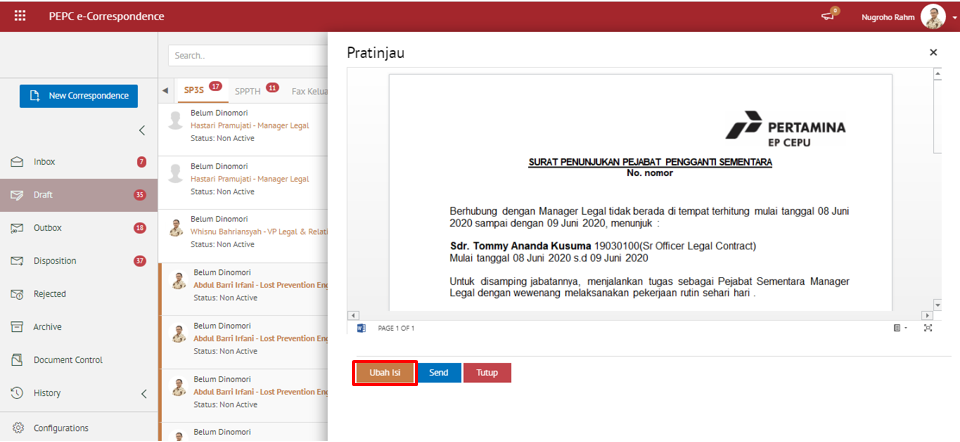 PEPC e-Correspondence
6
Nugroho Rahm
New Correspondence
Inbox 7
Draft 35
Outbox 18
Disposition 37
Rejected
Archive
Document Control
History
Configurations
Search...
SP3S 17 SPPTH 11 Fax Kelua
Belum Dinomori
Hastari Pramujati - Manager Legal
Status: Non Active
Belum Dinomori
Hastari Pramujati - Manager Legal
Status: Non Active
Belum Dinomori
Whisnu Bahriansyah - VP Legal & Relati
Status: Non Active
Belum Dinomori
Abdul Barri Irfani - Lost Prevention Eng
Status: Non Active
Belum Dinomori
Abdul Barri Irfani - Lost Prevention Eng
Status: Non Active
Belum Dinomori
Abdul Barri Irfani - Lost Prevention Eng
Status: Non Active
Belum Dinomori
Pratinjau
PERTAMINA
EP CEPU
SURAT PENUNJUKAN PEJABAT PENGGANTI SEMENTARA
No. nomor
Berhubung dengan Manager Legal tidak berada di tempat terhitung mulai tanggal 08 Juni
2020 sampai dengan 09 Juni 2020, menunjuk :
Sdr. Tommy Ananda Kusuma 19030100(Sr Officer Legal Contract)
Mulai tanggal 08 Juni 2020 s.d 09 Juni 2020
Untuk disamping jabatannya, menjalankan tugas sebagai Pejabat Sementara Manager
Legal dengan wewenang melaksanakan pekerjaan rutin sehari hari .
PAGE 1 OF 1
Ubah Isi Send Tutup